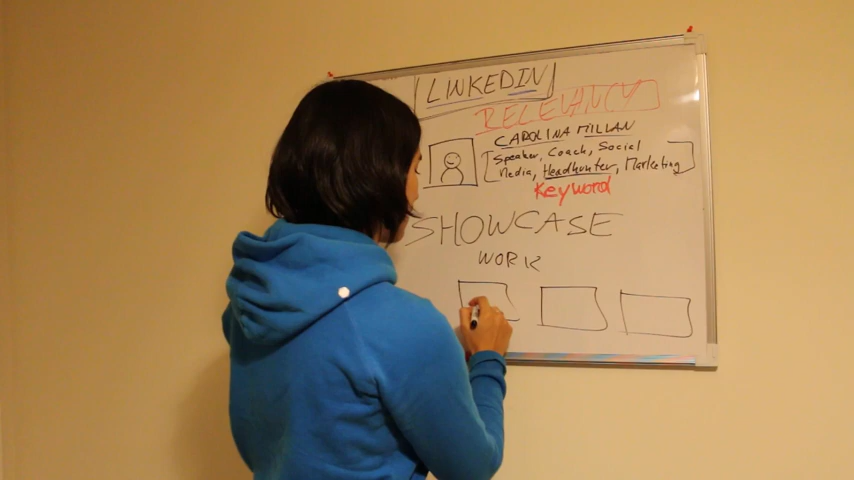 LINKEDIN
RELEVANCY
CAROLINA MILLAN
Speaker, Coach, Social
Media, Headhunter, Marketing
Keyword
SHOWCASE
WORK